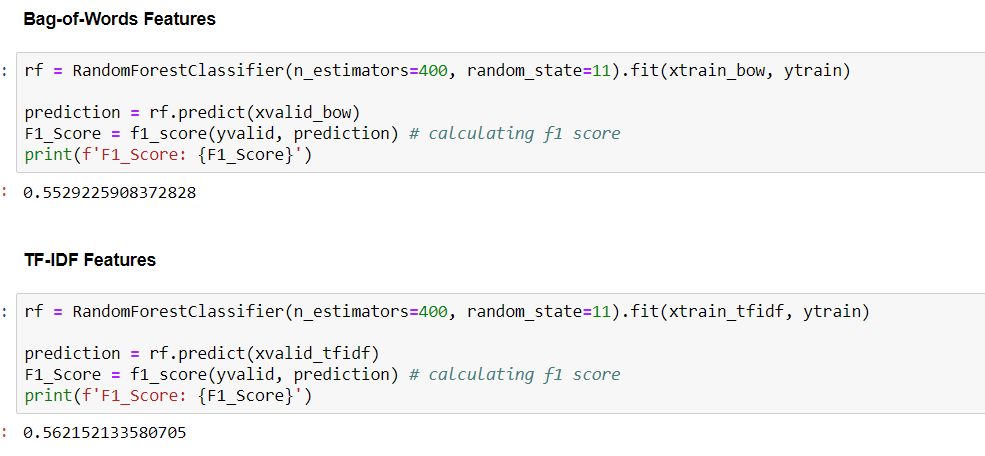 Bag-of-Words Features
: rf = RandomForestClassifier(n_estimators=400, random_state=11).fit(xtrain_bow, ytrain)
prediction = rf.predict(xvalid_bow)
F1_Score = f1_score(yvalid, prediction) # calculating f1 score
print(f'F1_Score: {F1_Score}')
: 0.5529225908372828
TF-IDF Features
: rf = RandomForestClassifier(n_estimators=400, random_state=11).fit(xtrain_tfidf, ytrain)
prediction = rf.predict(xvalid_tfidf)
F1_Score = f1_score(yvalid, prediction) # calculating f1 score
print(f'F1_Score: {F1_Score}')
: 0.562152133580705